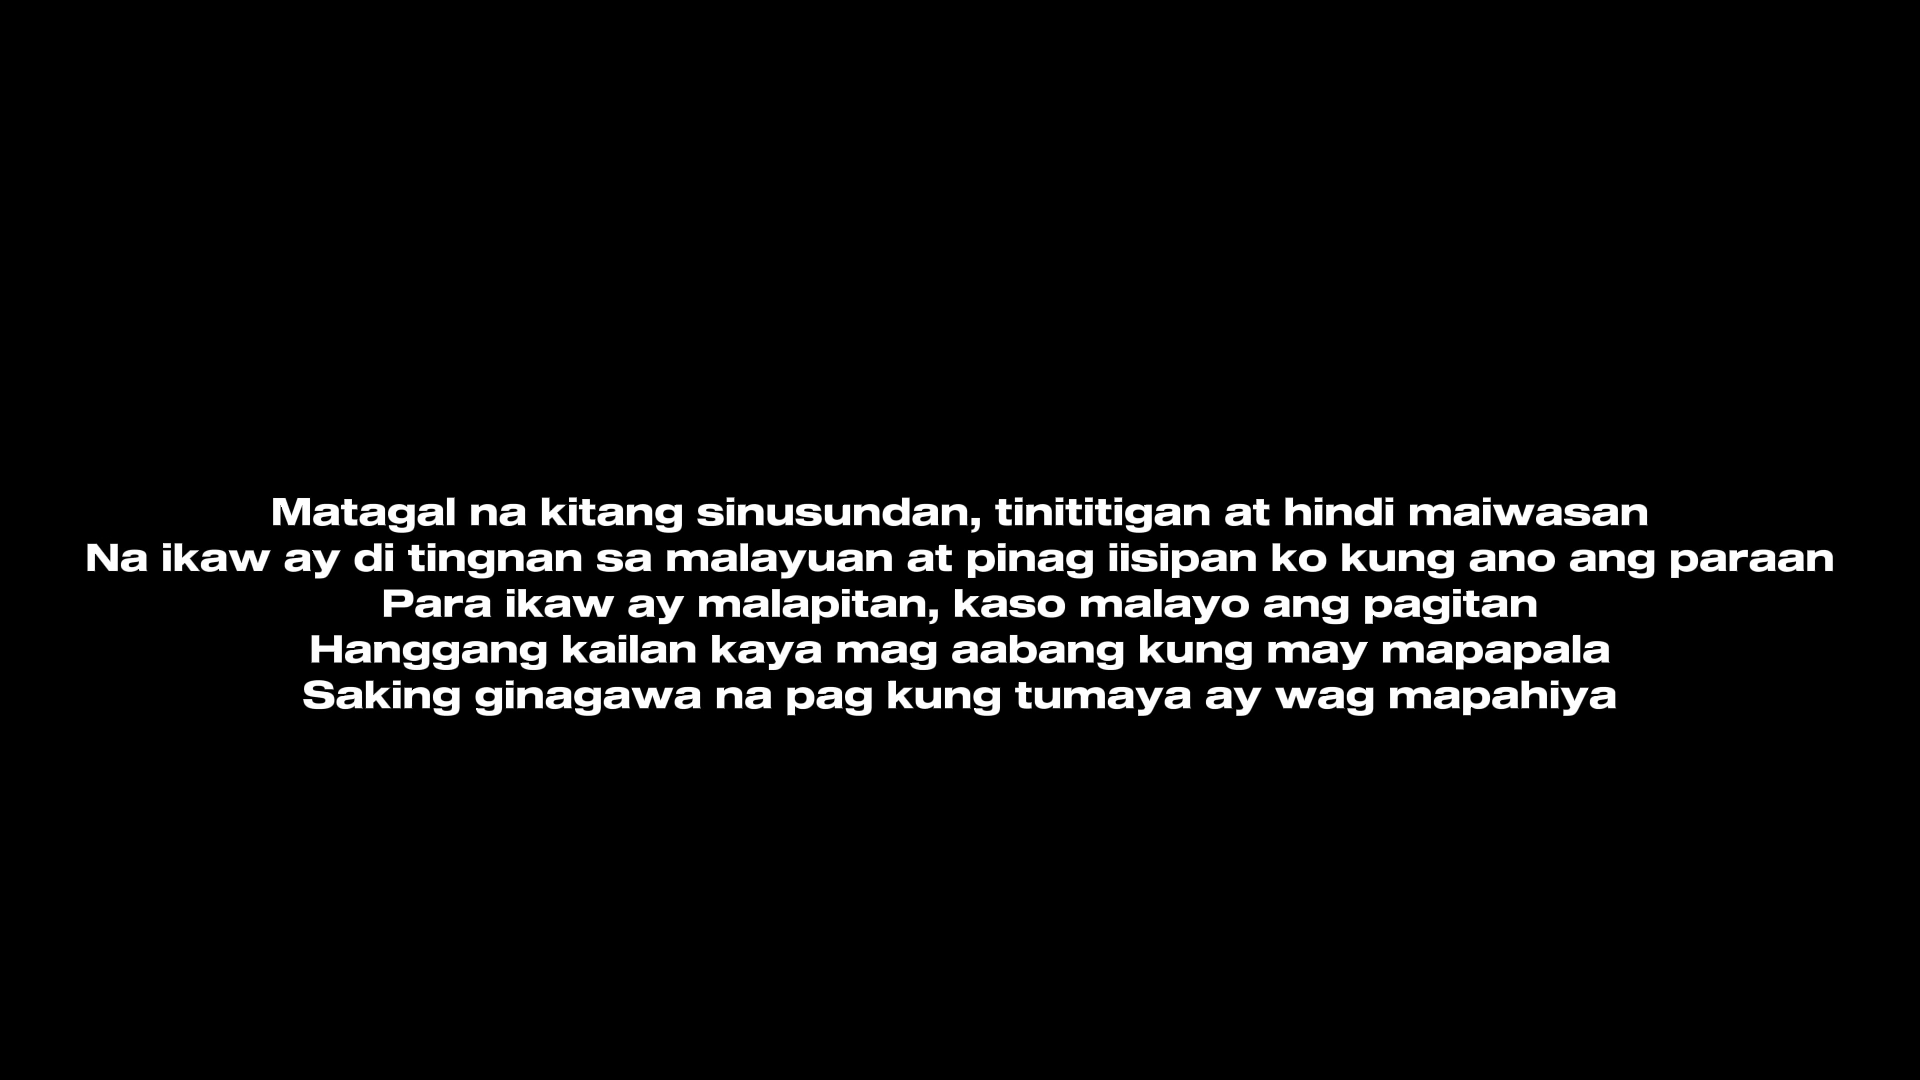 Matagal na kitang sinusundan, tinititigan at hindi maiwasan
Na ikaw ay di tingnan sa malayuan at pinag iisipan ko kung ano ang paraan
Para ikaw ay malapitan, kaso malayo ang pagitan
Hanggang kailan kaya mag aabang kung may mapapala
Saking ginagawa na pag kung tumaya ay wag mapahiya